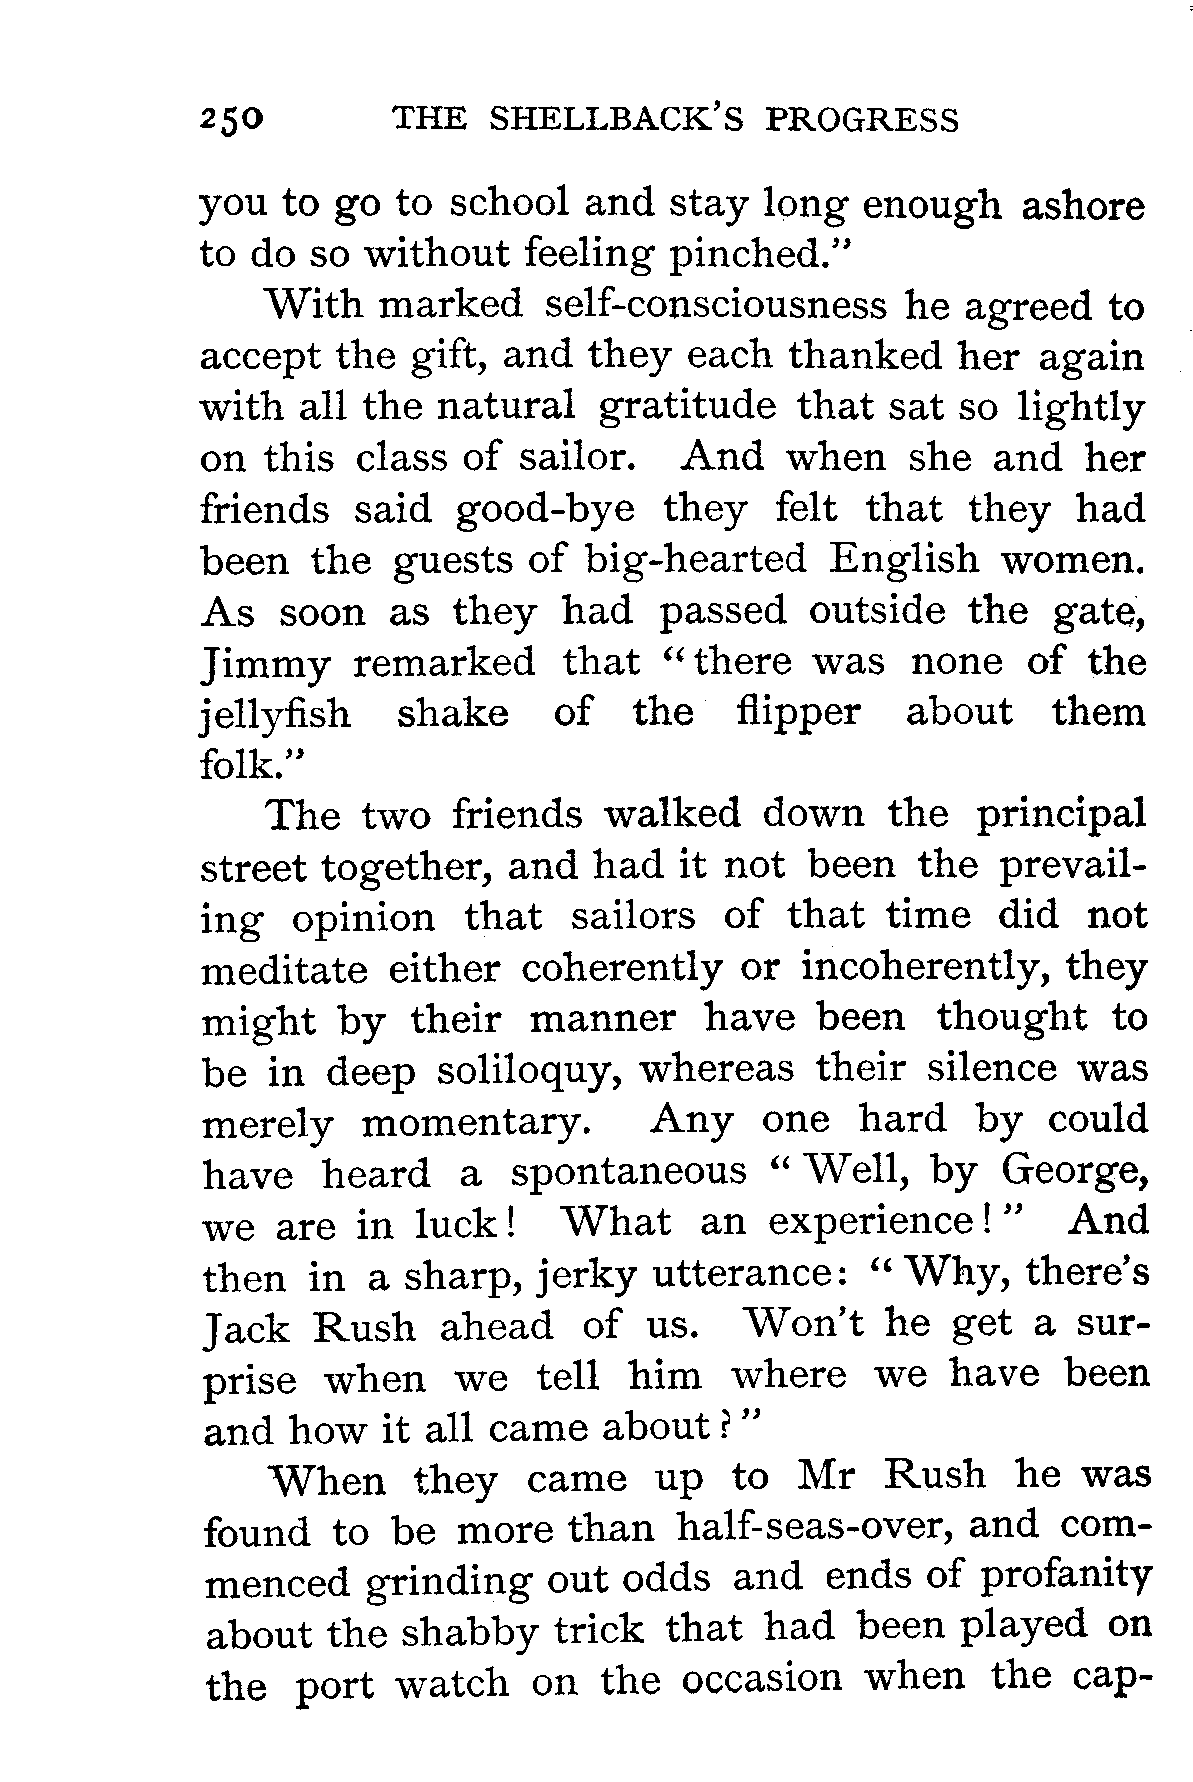 250 THE SHELLBACK'S PROGRESS
you to go to school and stay long enough ashore
to do so without feeling pinched."
With marked self-consciousness he agreed to
accept the gift, and they each thanked her again
with all the natural gratitude that sat so lightly
on this class of sailor. And when she and her
friends said good-bye they felt that they had
been the guests of big-hearted English women.
As soon as they had passed outside the gate,
Jimmy remarked that "there was none of the
jellyfish shake of the flipper about them
folk."
The two friends walked down the principal
street together, and had it not been the prevail-
ing opinion that sailors of that time did not
meditate either coherently or incoherently, they
might by their manner have been thought to
be in deep soliloquy, whereas their silence was
merely momentary. Any one hard by could
have heard a spontaneous "Well, by George,
we are in luck! What an experience!" And
then in a sharp, jerky utterance: "Why, there's
Jack Rush ahead of us. Won't he get a sur-
prise when we tell him where we have been
and how it all came about?"
When they came up to Mr Rush he was
found to be more than half-seas-over, and com-
menced grinding out odds and ends of profanity
about the shabby trick that had been played on
the port watch on the occasion when the cap-